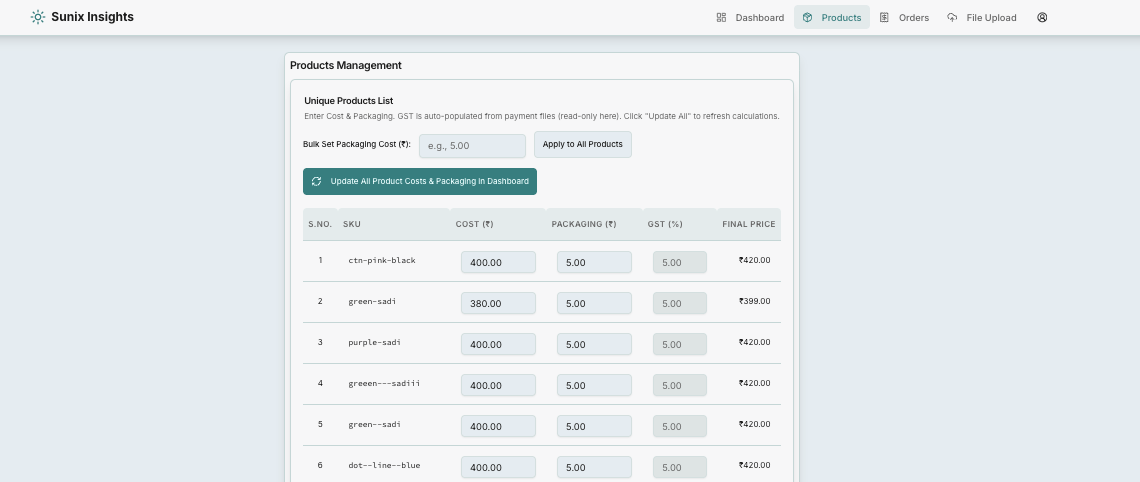 Sunix Insights
Dashboard Products Orders File Upload
Products Management
Unique Products List
Enter Cost & Packaging. GST is auto-populated from payment files (read-only here). Click "Update All" to refresh calculations.
Bulk Set Packaging Cost (₹): e.g., 5.00 Apply to All Products
Update All Product Costs & Packaging in Dashboard
S.NO. SKU COST (₹) PACKAGING (₹) GST (%) FINAL PRICE
1 ctn-pink-black 400.00 5.00 5.00 ₹420.00
2 green-sadi 380.00 5.00 5.00 ₹399.00
3 purple-sadi 400.00 5.00 5.00 ₹420.00
4 greeen---sadiii 400.00 5.00 5.00 ₹420.00
5 green--sadi 400.00 5.00 5.00 ₹420.00
6 dot--line--blue 400.00 5.00 5.00 ₹420.00